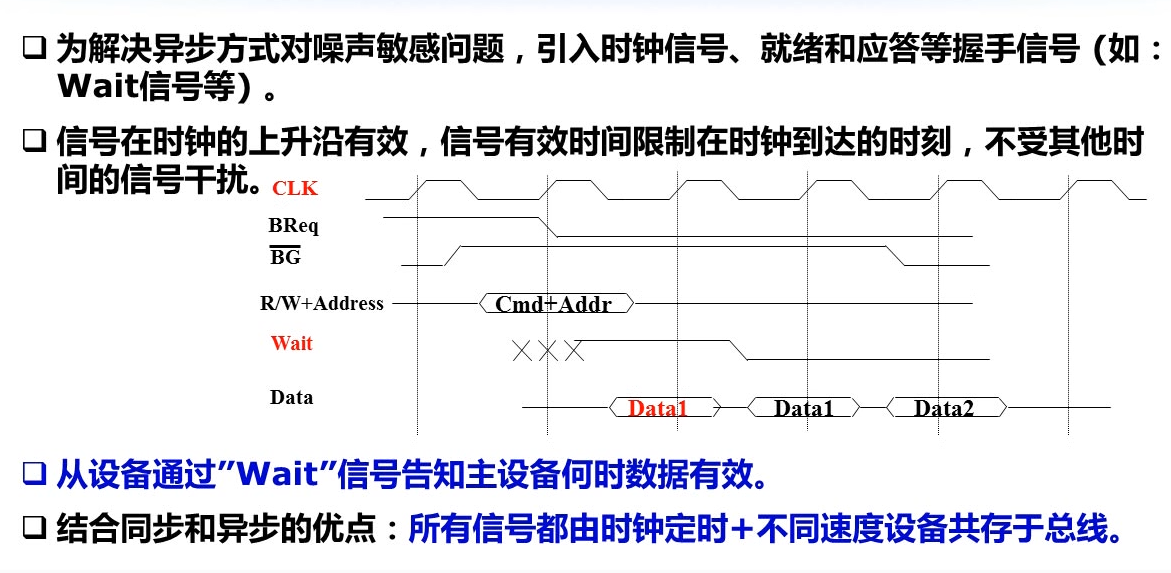 ❑ 为解决异步方式对噪声敏感问题，引入时钟信号、就绪和应答等握手信号 (如：
Wait信号等) 。
❑ 信号在时钟的上升沿有效，信号有效时间限制在时钟到达的时刻，不受其他时
间的信号干扰。
CLK
BReq
BG
R/W+Address
Cmd+Addr
Wait
Data
Data1
Data1
Data2
❑ 从设备通过”Wait”信号告知主设备何时数据有效。
❑ 结合同步和异步的优点：所有信号都由时钟定时+不同速度设备共存于总线。